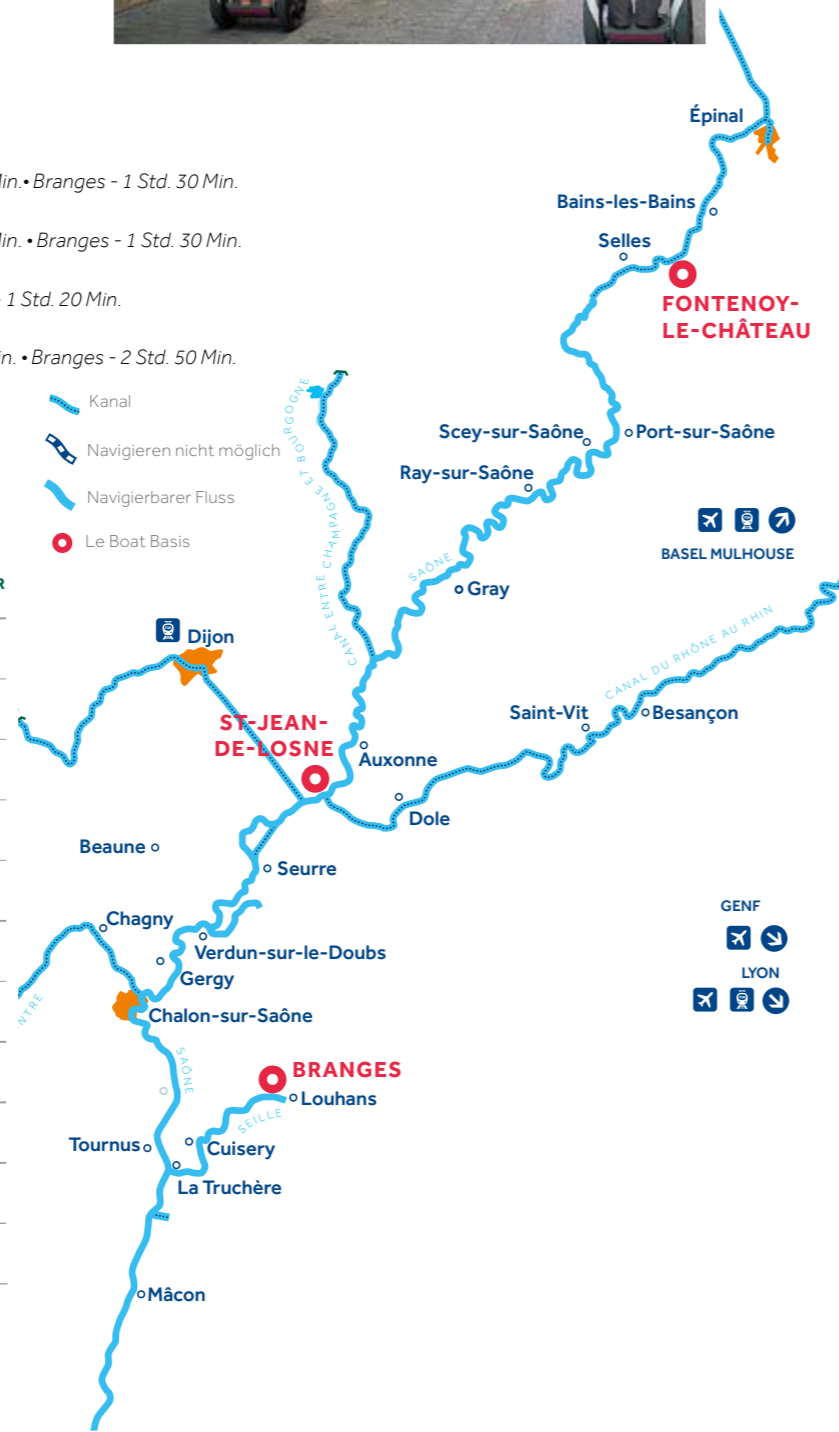 Épinal
in. • Branges - 1 Std. 30 Min.
Bains-les-Bains
Selles
in. • Branges - 1 Std. 30 Min.
FONTENOY-
LE-CHÂTEAU
- 1 Std. 20 Min.
in. • Branges - 2 Std. 50 Min.
Kanal
Navigieren nicht möglich
Navigierbarer Fluss
Le Boat Basis
CANAL ENTRE CHAMPAGNE ET BOURGOGNE
Scey-sur-Saône
Port-sur-Saône
Ray-sur-Saône
BASEL MULHOUSE
SAÔNE
Gray
R
CANAL DU RHÔNE AU RHIN
Dijon
ST-JEAN-
DE-LOSNE
Saint-Vit
Besançon
Auxonne
Dole
Beaune
Seurre
GENF
Chagny
Verdun-sur-le-Doubs
LYON
Gergy
NTRE
Chalon-sur-Saône
SAÔNE
BRANGES
Louhans
SEILLE
Tournus
Cuisery
La Truchère
Mâcon